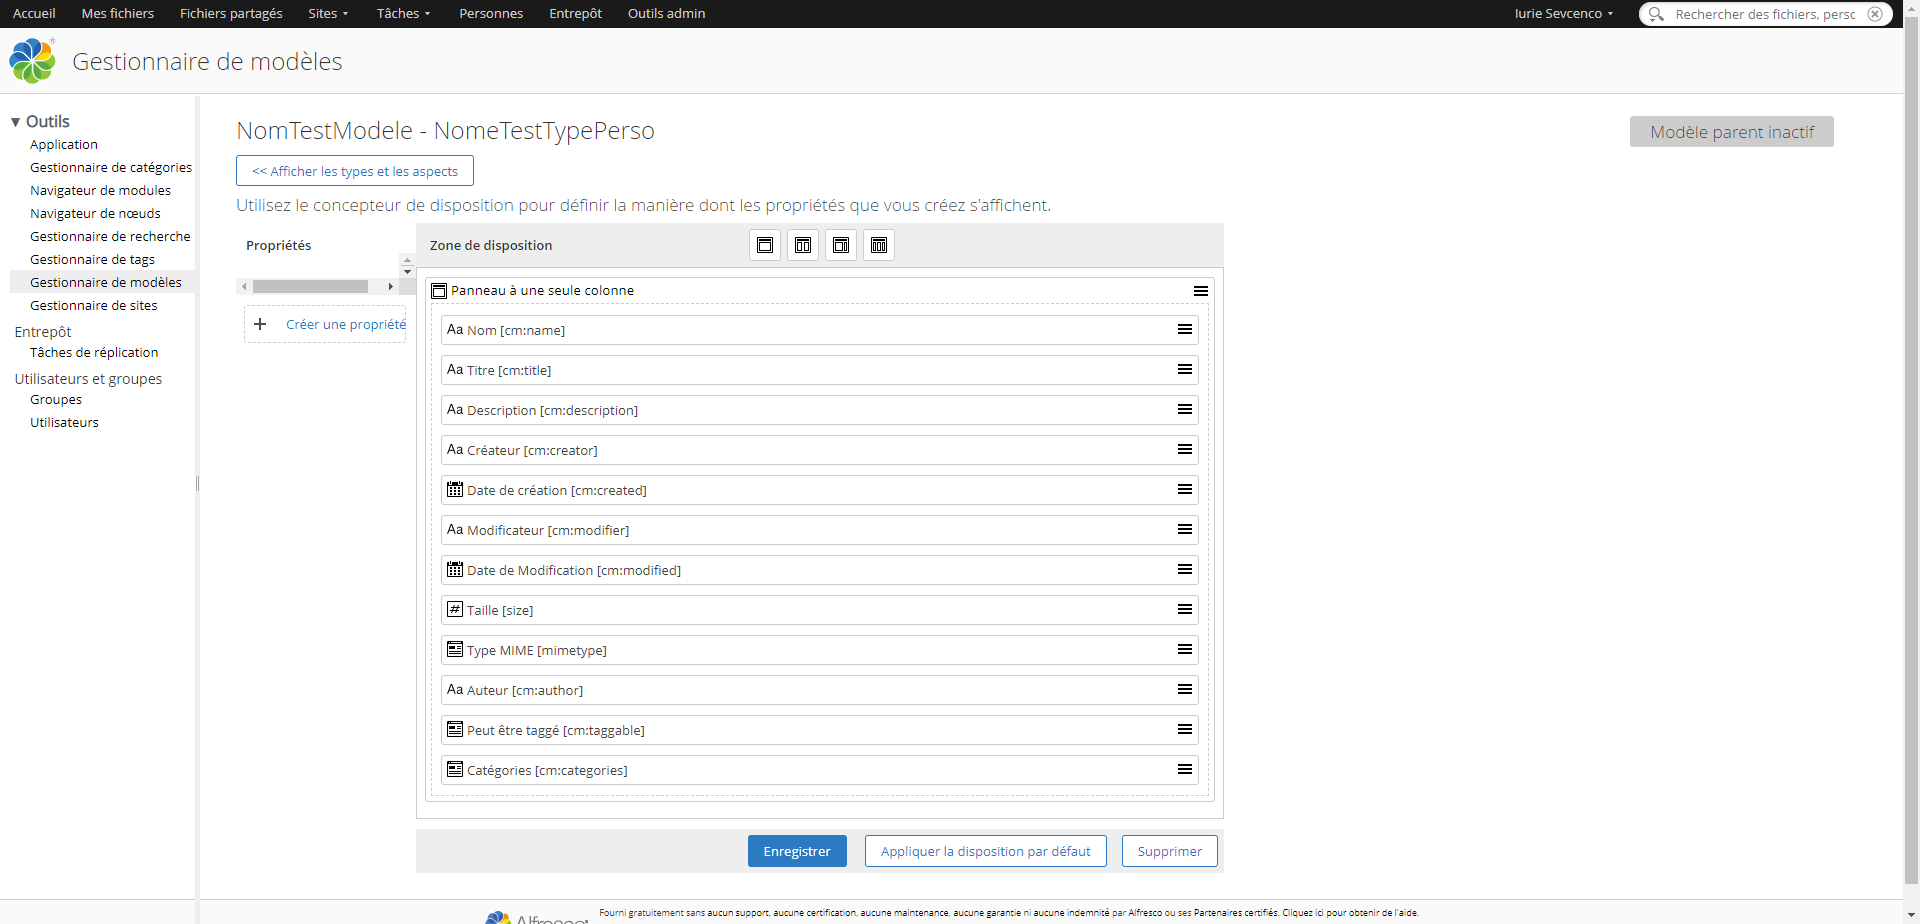 Accueil Mes fichiers Fichiers partagés Sites Tâches Personnes Entrepôt Outils admin Iurie Sevcenco Rechercher des fichiers, persc
Gestionnaire de modèles
Outils
Application
Gestionnaire de catégories
Navigateur de modules
Navigateur de nœuds
Gestionnaire de recherche
Gestionnaire de tags
Gestionnaire de modèles
Gestionnaire de sites
Entrepôt
Tâches de réplication
Utilisateurs et groupes
Groupes
Utilisateurs
NomTestModele - NomeTestTypePerso
Modèle parent inactif
<< Afficher les types et les aspects
Utilisez le concepteur de disposition pour définir la manière dont les propriétés que vous créez s'affichent.
Propriétés
Créer une propriété
Zone de disposition
Panneau à une seule colonne
Aa Nom [cm:name]
Aa Titre [cm:title]
Aa Description [cm:description]
Aa Créateur [cm:creator]
Date de création [cm:created]
Aa Modificateur [cm:modifier]
Date de Modification [cm:modified]
# Taille [size]
Type MIME [mimetype]
Aa Auteur [cm:author]
Peut être taggé [cm:taggable]
Catégories [cm:categories]
Enregistrer Appliquer la disposition par défaut Supprimer
Alfresco Fourni gratuitement sans aucun support, aucune certification, aucune maintenance, aucune garantie ni aucune indemnité par Alfresco ou ses Partenaires certifiés. Cliquez ici pour obtenir de l'aide.